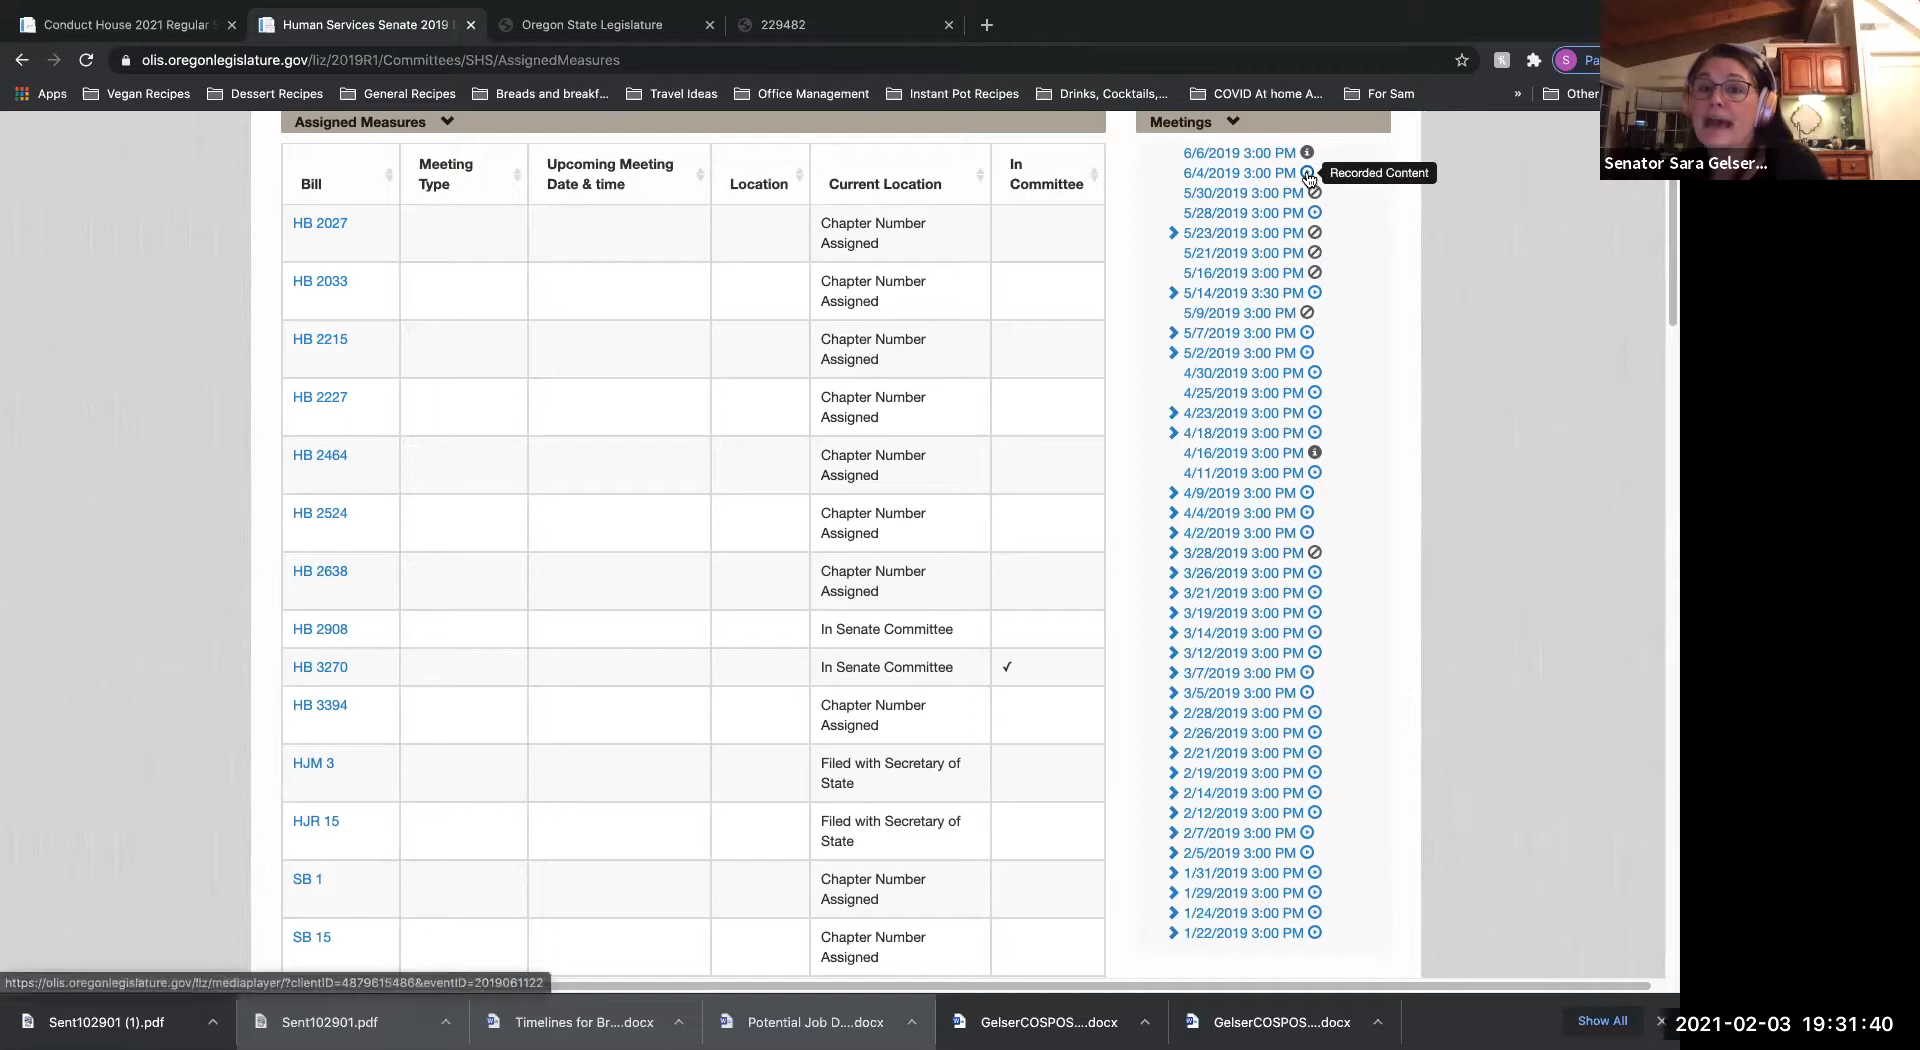 Conduct House 2021 Regular S
Human Services Senate 2019
Oregon State Legislature
229482
olis.oregonlegislature.gov/liz/2019R1/Committees/SHS/AssignedMeasures
S Pa
Apps
Vegan Recipes
Dessert Recipes
General Recipes
Breads and breakf...
Travel Ideas
Office Management
Instant Pot Recipes
Drinks, Cocktails,...
COVID At home A...
For Sam
»
Other
Senator Sara Gelser...
Assigned Measures
Bill
Meeting Type
Upcoming Meeting Date & time
Location
Current Location
In Committee
HB 2027 Chapter Number Assigned
HB 2033 Chapter Number Assigned
HB 2215 Chapter Number Assigned
HB 2227 Chapter Number Assigned
HB 2464 Chapter Number Assigned
HB 2524 Chapter Number Assigned
HB 2638 Chapter Number Assigned
HB 2908 In Senate Committee
HB 3270 In Senate Committee ✓
HB 3394 Chapter Number Assigned
HJM 3 Filed with Secretary of State
HJR 15 Filed with Secretary of State
SB 1 Chapter Number Assigned
SB 15 Chapter Number Assigned
Meetings
6/6/2019 3:00 PM
6/4/2019 3:00 PM
Recorded Content
5/30/2019 3:00 PM
5/28/2019 3:00 PM
5/23/2019 3:00 PM
5/21/2019 3:00 PM
5/16/2019 3:00 PM
5/14/2019 3:30 PM
5/9/2019 3:00 PM
5/7/2019 3:00 PM
5/2/2019 3:00 PM
4/30/2019 3:00 PM
4/25/2019 3:00 PM
4/23/2019 3:00 PM
4/18/2019 3:00 PM
4/16/2019 3:00 PM
4/11/2019 3:00 PM
4/9/2019 3:00 PM
4/4/2019 3:00 PM
4/2/2019 3:00 PM
3/28/2019 3:00 PM
3/26/2019 3:00 PM
3/21/2019 3:00 PM
3/19/2019 3:00 PM
3/14/2019 3:00 PM
3/12/2019 3:00 PM
3/7/2019 3:00 PM
3/5/2019 3:00 PM
2/28/2019 3:00 PM
2/26/2019 3:00 PM
2/21/2019 3:00 PM
2/19/2019 3:00 PM
2/14/2019 3:00 PM
2/12/2019 3:00 PM
2/7/2019 3:00 PM
2/5/2019 3:00 PM
1/31/2019 3:00 PM
1/29/2019 3:00 PM
1/24/2019 3:00 PM
1/22/2019 3:00 PM
https://olis.oregonlegislature.gov/liz/mediaplayer/?clientID=4879615486&eventID=2019061122
Sent102901 (1).pdf
Sent102901.pdf
Timelines for Br....docx
Potential Job D....docx
GelserCOSPOS....docx
GelserCOSPOS....docx
Show All
2021-02-03 19:31:40